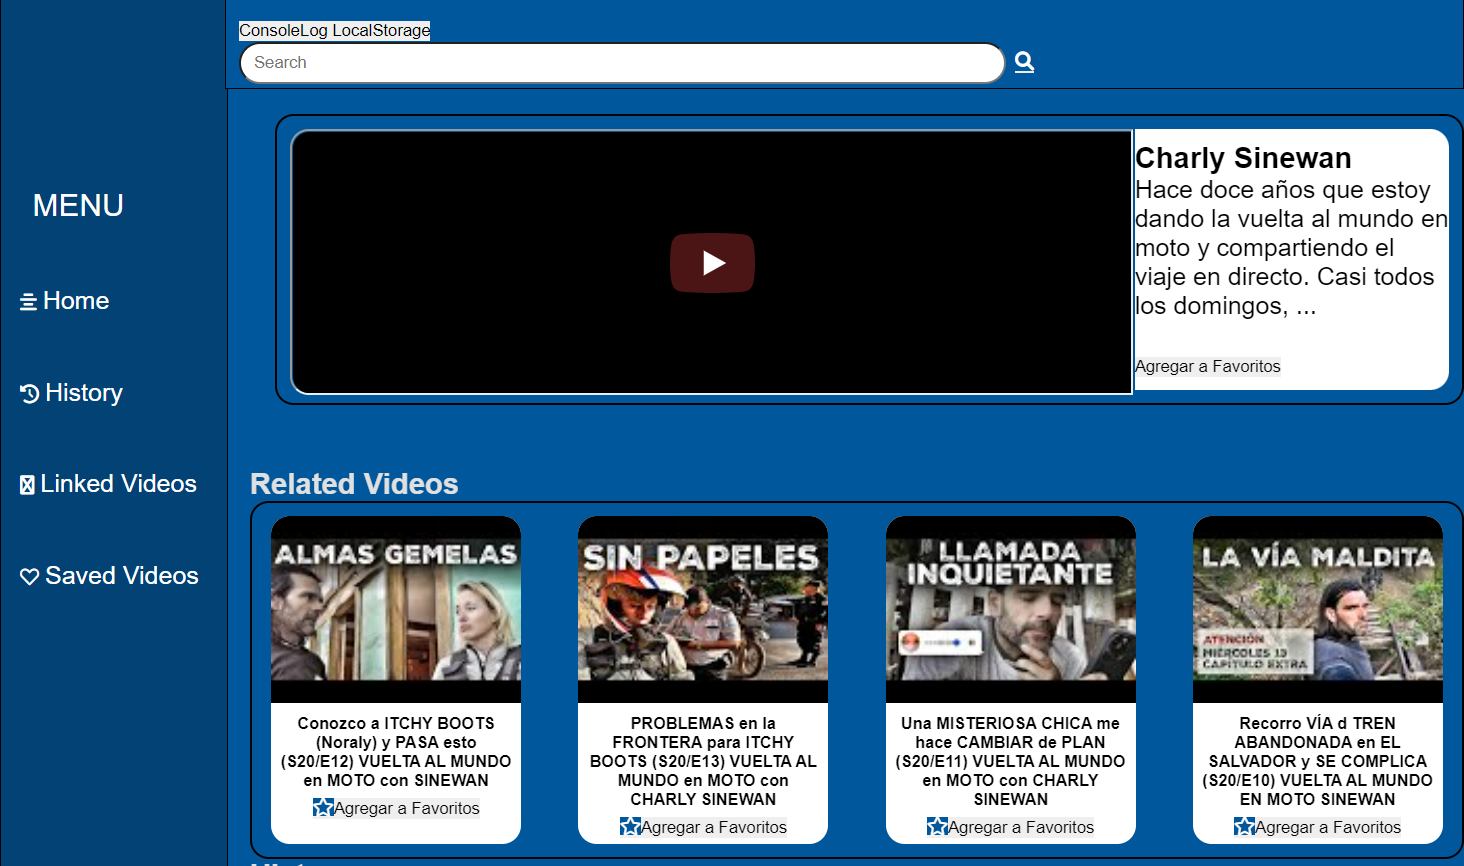 ConsoleLog LocalStorage
Search
MENU
Home
History
Linked Videos
Saved Videos
Charly Sinewan
Hace doce años que estoy
dando la vuelta al mundo en
moto y compartiendo el
viaje en directo. Casi todos
los domingos, ...
Agregar a Favoritos
Related Videos
ALMAS GEMELAS
Conozco a ITCHY BOOTS
(Noraly) y PASA esto
(S20/E12) VUELTA AL MUNDO
en MOTO con SINEWAN
Agregar a Favoritos
SIN PAPELES
PROBLEMAS en la
FRONTERA para ITCHY
BOOTS (S20/E13) VUELTA AL
MUNDO en MOTO con
CHARLY SINEWAN
Agregar a Favoritos
LLAMADA
INQUIETANTE
Una MISTERIOSA CHICA me
hace CAMBIAR de PLAN
(S20/E11) VUELTA AL MUNDO
en MOTO con CHARLY
SINEWAN
Agregar a Favoritos
LA VÍA MALDITA
ATENCIÓN
MIÉRCOLES 13
CAPÍTULO EXTRA
Recorro VÍA d TREN
ABANDONADA en EL
SALVADOR y SE COMPLICA
(S20/E10) VUELTA AL MUNDO
EN MOTO SINEWAN
Agregar a Favoritos